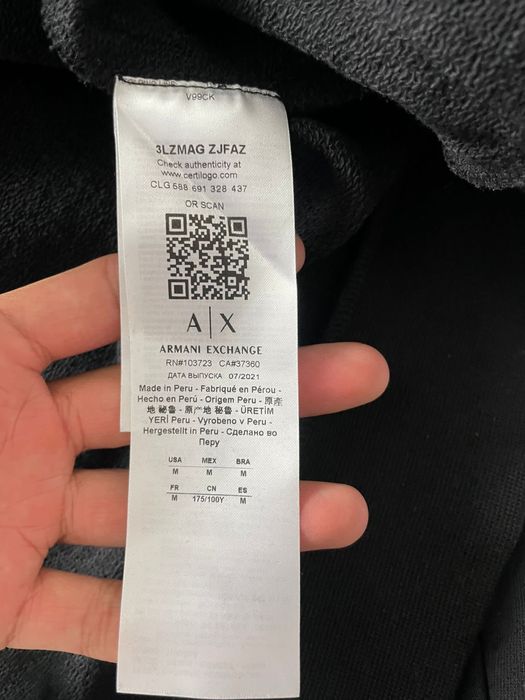 V99CK
3LZMAG ZJFAZ
Check authenticity at
www.certilogo.com
CLG 588 691 328 437
OR SCAN
A|X
ARMANI EXCHANGE
RN#103723 CA#37360
ДАТА ВЫПУСКА 07/2021
Made in Peru - Fabriqué en Pérou -
Hecho en Perú - Origem Peru - 原産
地 秘魯 - 原产地 秘鲁 - ÜRETİM
YERİ Peru - Vyrobeno v Peru -
Hergestellt in Peru - Сделано во
Перу
USA MEX BRA
M M M
FR CN ES
M 175/100Y M